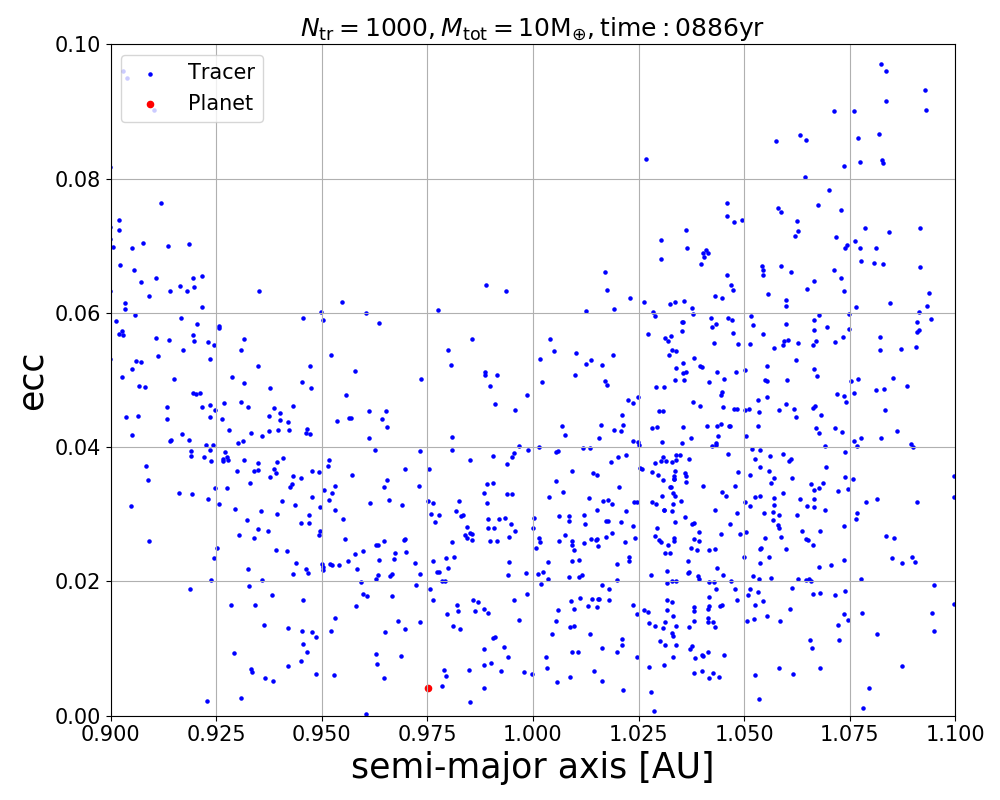 N_tr = 1000, M_tot = 10M_⊕, time : 0886yr
Tracer
Planet
ecc
0.10
0.08
0.06
0.04
0.02
0.00
0.900 0.925 0.950 0.975 1.000 1.025 1.050 1.075 1.100
semi-major axis [AU]